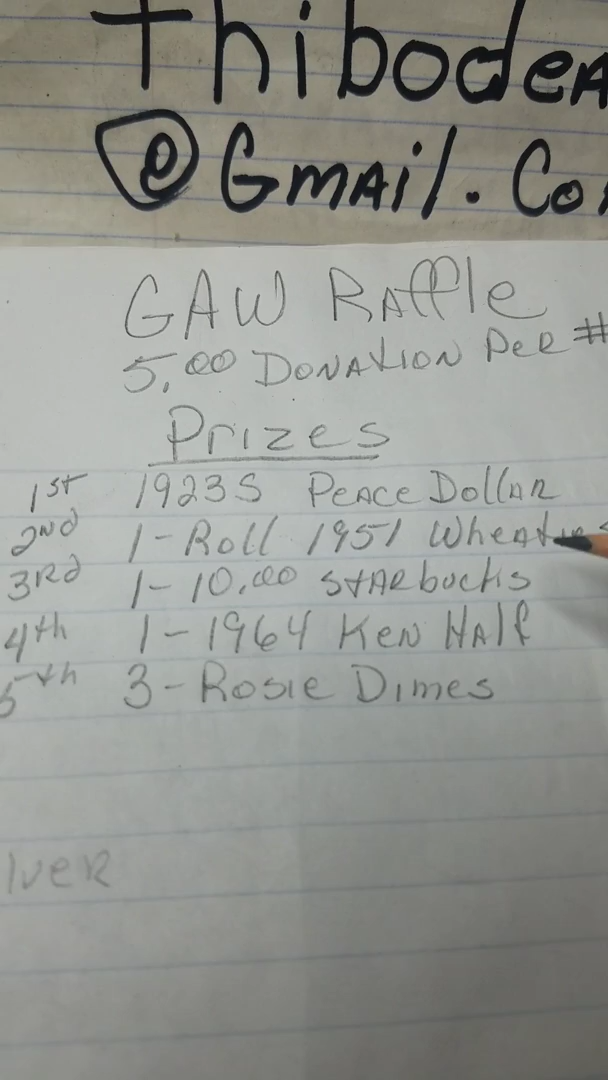 Thibodea
@Gmail.Co
GAW Raffle
5.00 Donation Per #
Prizes
1st 1923S Peace Dollar
2nd 1-Roll 1951
3rd 1-10.00 Starbucks
4th 1-1964 Ken Half
5th 3-Rosie Dimes
lver